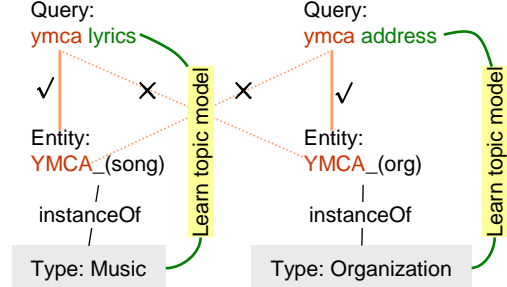 Query:
ymca lyrics
√
×
Entity:
YMCA_(song)
instanceOf
Type: Music
Learn topic model
Query:
ymca address
×
√
Entity:
YMCA_(org)
instanceOf
Type: Organization
Learn topic model